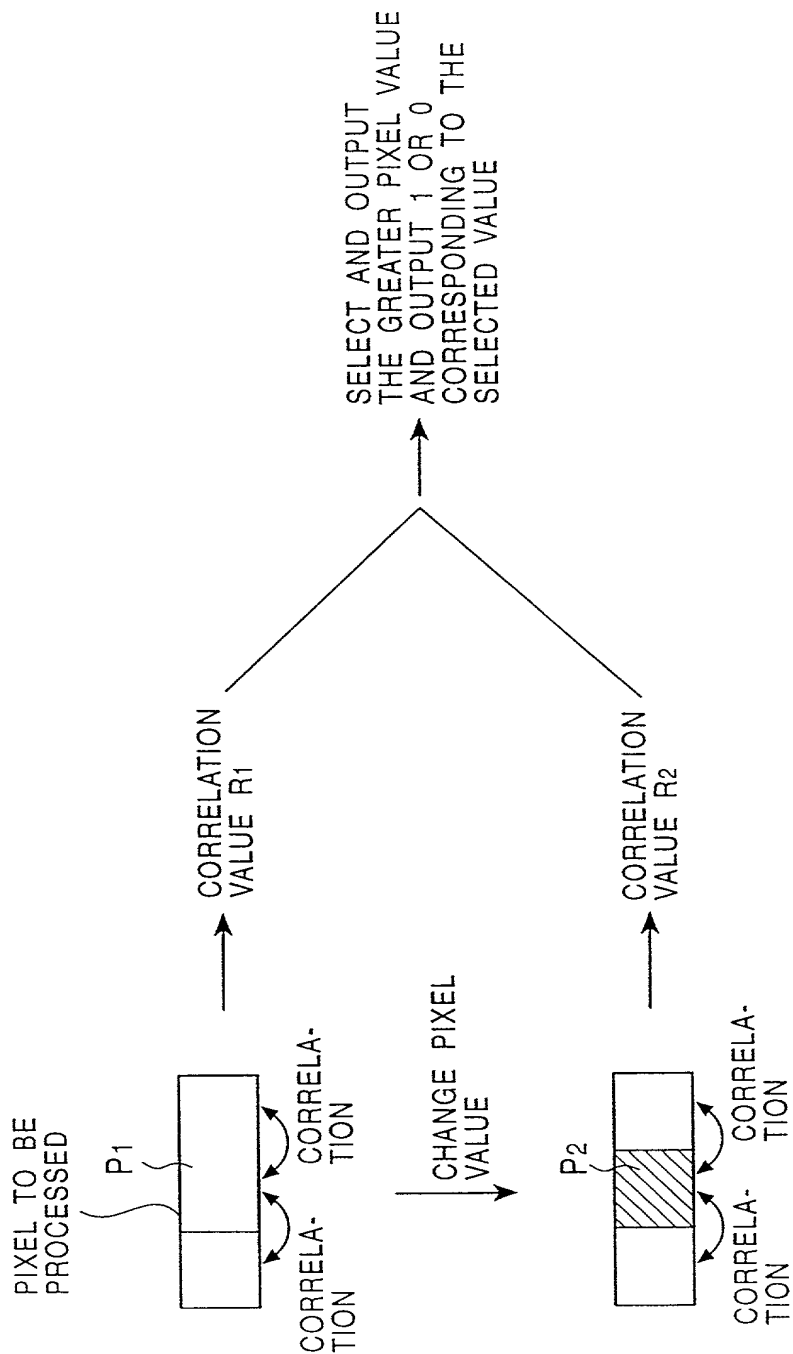 PIXEL TO BE
PROCESSED
P1
CORRELA-
TION
CORRELA-
TION
CORRELATION
VALUE R1
CHANGE PIXEL
VALUE
P2
CORRELA-
TION
CORRELA-
TION
CORRELATION
VALUE R2
SELECT AND OUTPUT
THE GREATER PIXEL VALUE
AND OUTPUT 1 OR 0
CORRESPONDING TO THE
SELECTED VALUE